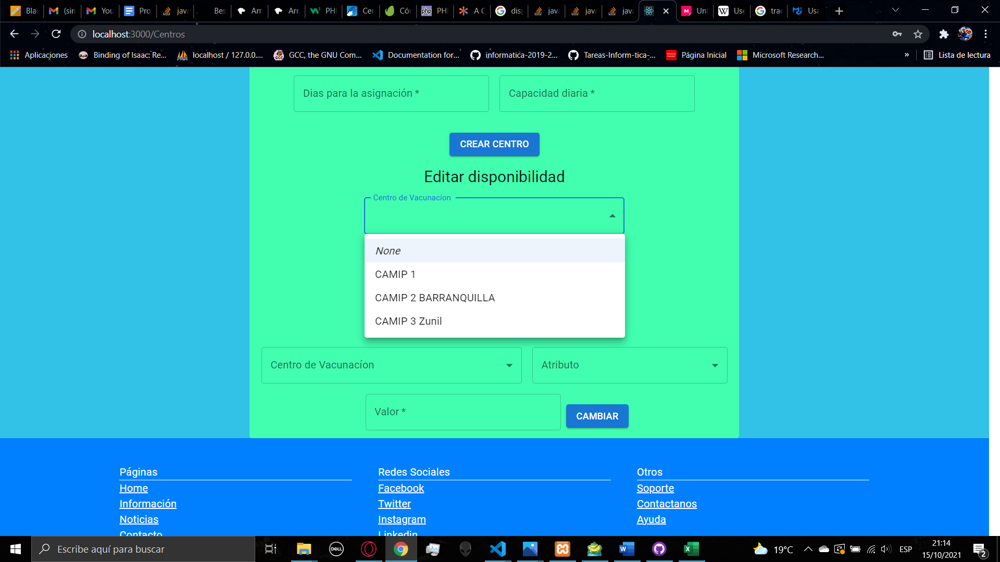 Bla
(sin
You
Pro
java
Bes
Arr
Arr
PHP
Cer
Cór
php PHP
A C
disp
java
java
java
Unt
Use
trad
Usa
localhost:3000/Centros
Aplicaciones
Binding of Isaac: Re...
localhost / 127.0.0....
GCC, the GNU Com...
Documentation for...
informatica-2019-2...
Tareas-Inform-tica-...
Página Inicial
Microsoft Research...
»
Lista de lectura
Dias para la asignación *
Capacidad diaria *
CREAR CENTRO
Editar disponibilidad
Centro de Vacunacíon
None
CAMIP 1
CAMIP 2 BARRANQUILLA
CAMIP 3 Zunil
Centro de Vacunacíon
Atributo
Valor *
CAMBIAR
Páginas
Home
Información
Noticias
Contacto
Redes Sociales
Facebook
Twitter
Instagram
Linkedin
Otros
Soporte
Contactanos
Ayuda
Escribe aquí para buscar
DELL
19°C
ESP
21:14
15/10/2021
2